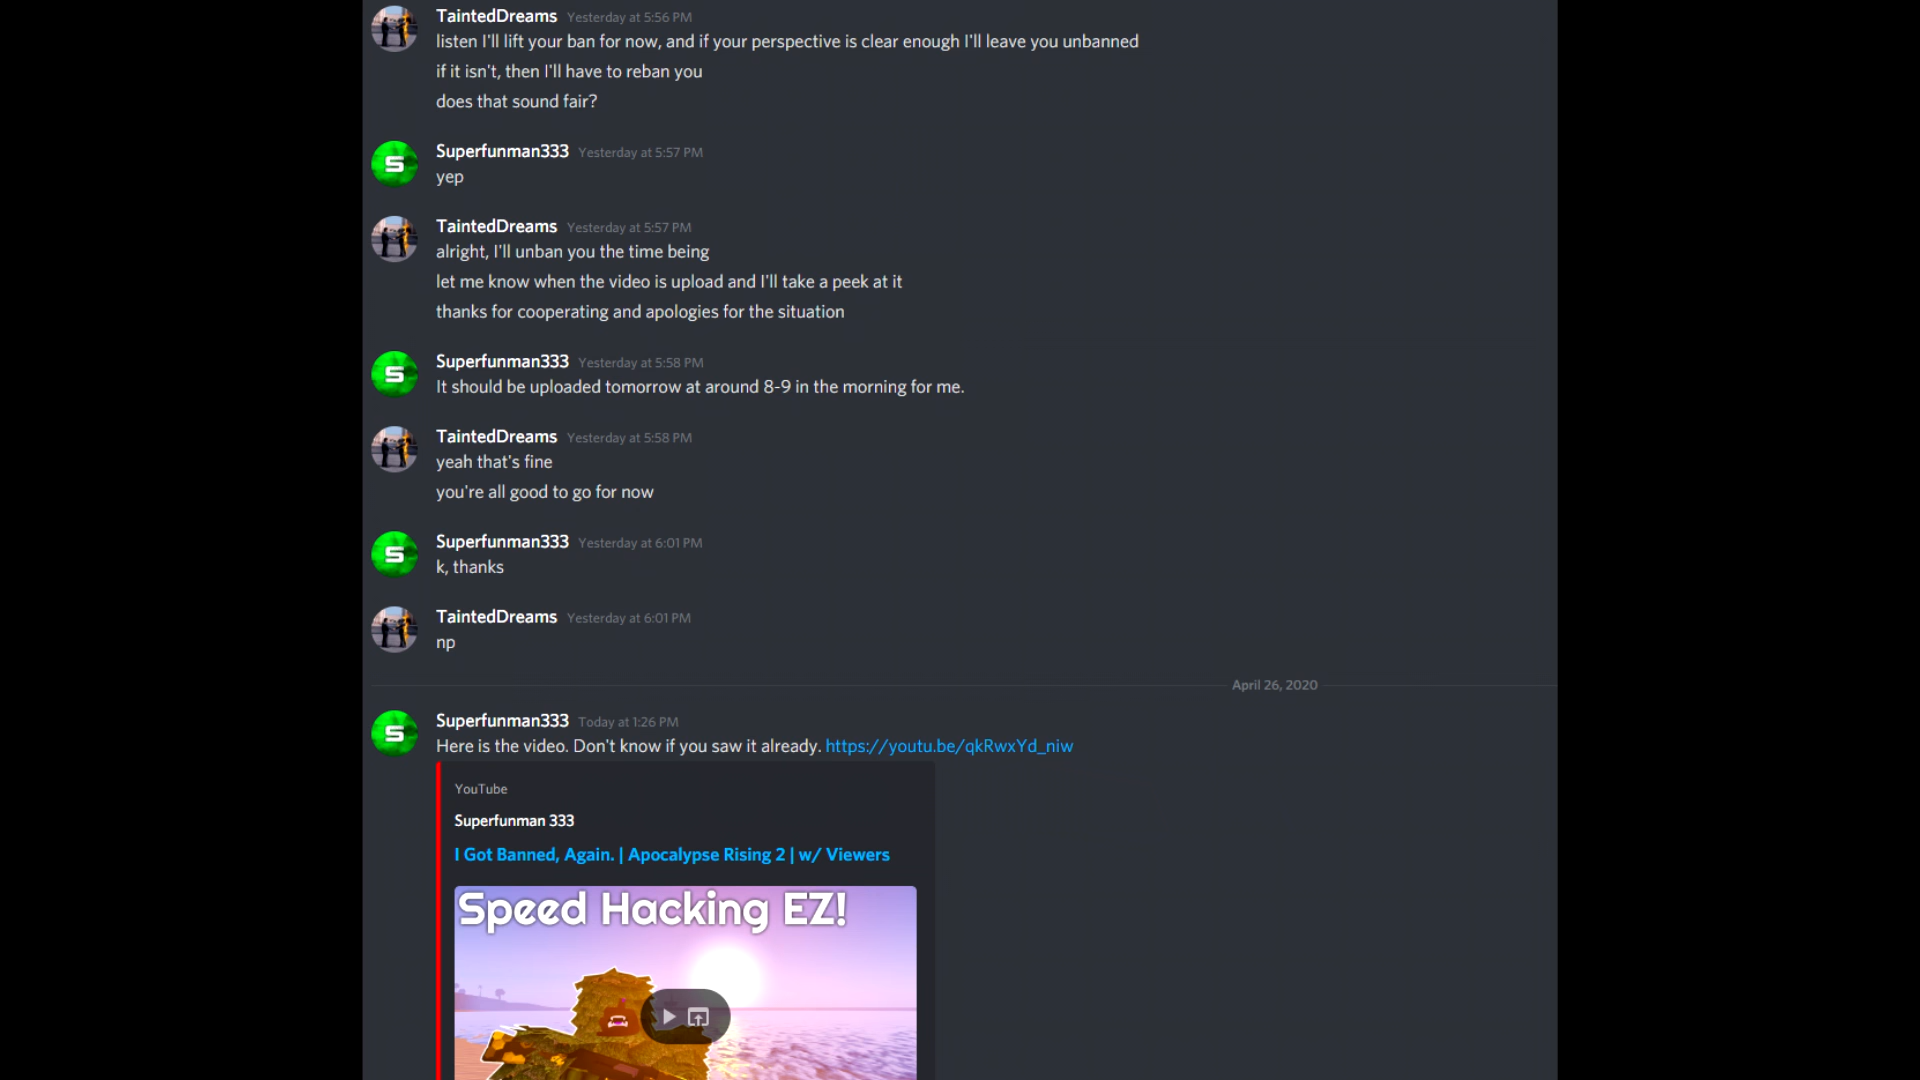 TaintedDreams Yesterday at 5:56 PM
listen I'll lift your ban for now, and if your perspective is clear enough I'll leave you unbanned
if it isn't, then I'll have to reban you
does that sound fair?
S
Superfunman333 Yesterday at 5:57 PM
yep
TaintedDreams Yesterday at 5:57 PM
alright, I'll unban you the time being
let me know when the video is upload and I'll take a peek at it
thanks for cooperating and apologies for the situation
S
Superfunman333 Yesterday at 5:58 PM
It should be uploaded tomorrow at around 8-9 in the morning for me.
TaintedDreams Yesterday at 5:58 PM
yeah that's fine
you're all good to go for now
S
Superfunman333 Yesterday at 6:01 PM
k, thanks
TaintedDreams Yesterday at 6:01 PM
np
April 26, 2020
S
Superfunman333 Today at 1:26 PM
Here is the video. Don't know if you saw it already. https://youtu.be/qkRwxYd_niw
YouTube
Superfunman 333
I Got Banned, Again. | Apocalypse Rising 2 | w/ Viewers
Speed Hacking EZ!